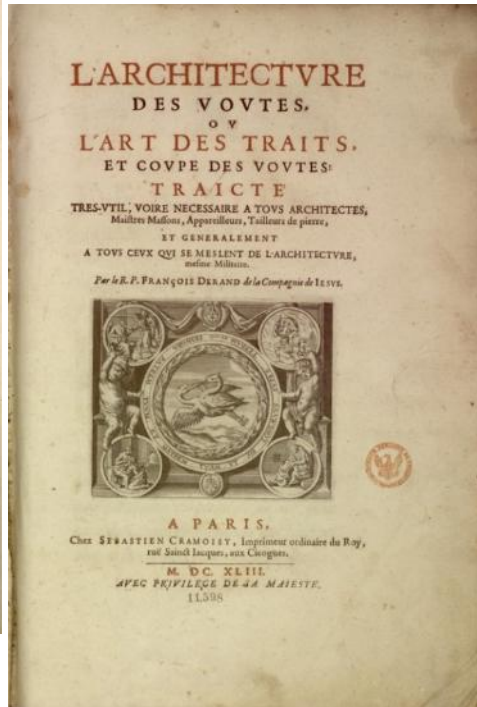 L'ARCHITECTVRE
DES VOVTES,
OV
L'ART DES TRAITS,
ET COVPE DES VOVTES:
TRAICTE
TRES-VTIL, VOIRE NECESSAIRE A TOVS ARCHITECTES,
Maistres Massons, Appareilleurs, Tailleurs de pierre,
ET GENERALEMENT
A TOVS CEVX QVI SE MESLENT DE L'ARCHITECTVRE,
mesme Militaire.
Par le R. P. FRANÇOIS DERAND de la Compagnie de IESVS.
A PARIS,
Chez SEBASTIEN CRAMOISY, Imprimeur ordinaire du Roy,
ruë Sainct Iacques, aux Cicognes.
M. DC. XLIII.
AVEC PRIVILEGE DE SA MAIESTE.
11.598